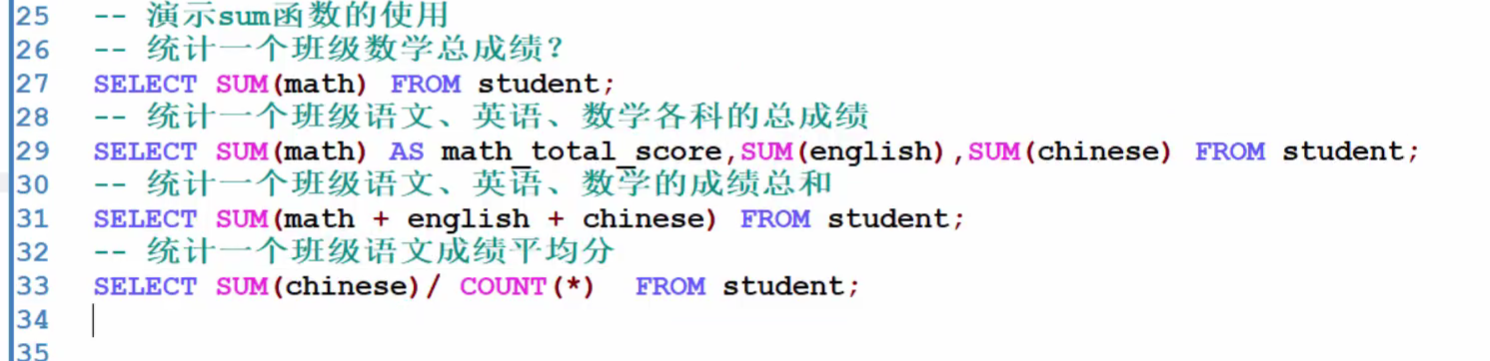 25 -- 演示sum函数的使用
26 -- 统计一个班级数学总成绩?
27 SELECT SUM(math) FROM student;
28 -- 统计一个班级语文、英语、数学各科的总成绩
29 SELECT SUM(math) AS math_total_score,SUM(english),SUM(chinese) FROM student;
30 -- 统计一个班级语文、英语、数学的成绩总和
31 SELECT SUM(math + english + chinese) FROM student;
32 -- 统计一个班级语文成绩平均分
33 SELECT SUM(chinese)/ COUNT(*)  FROM student;
34
35